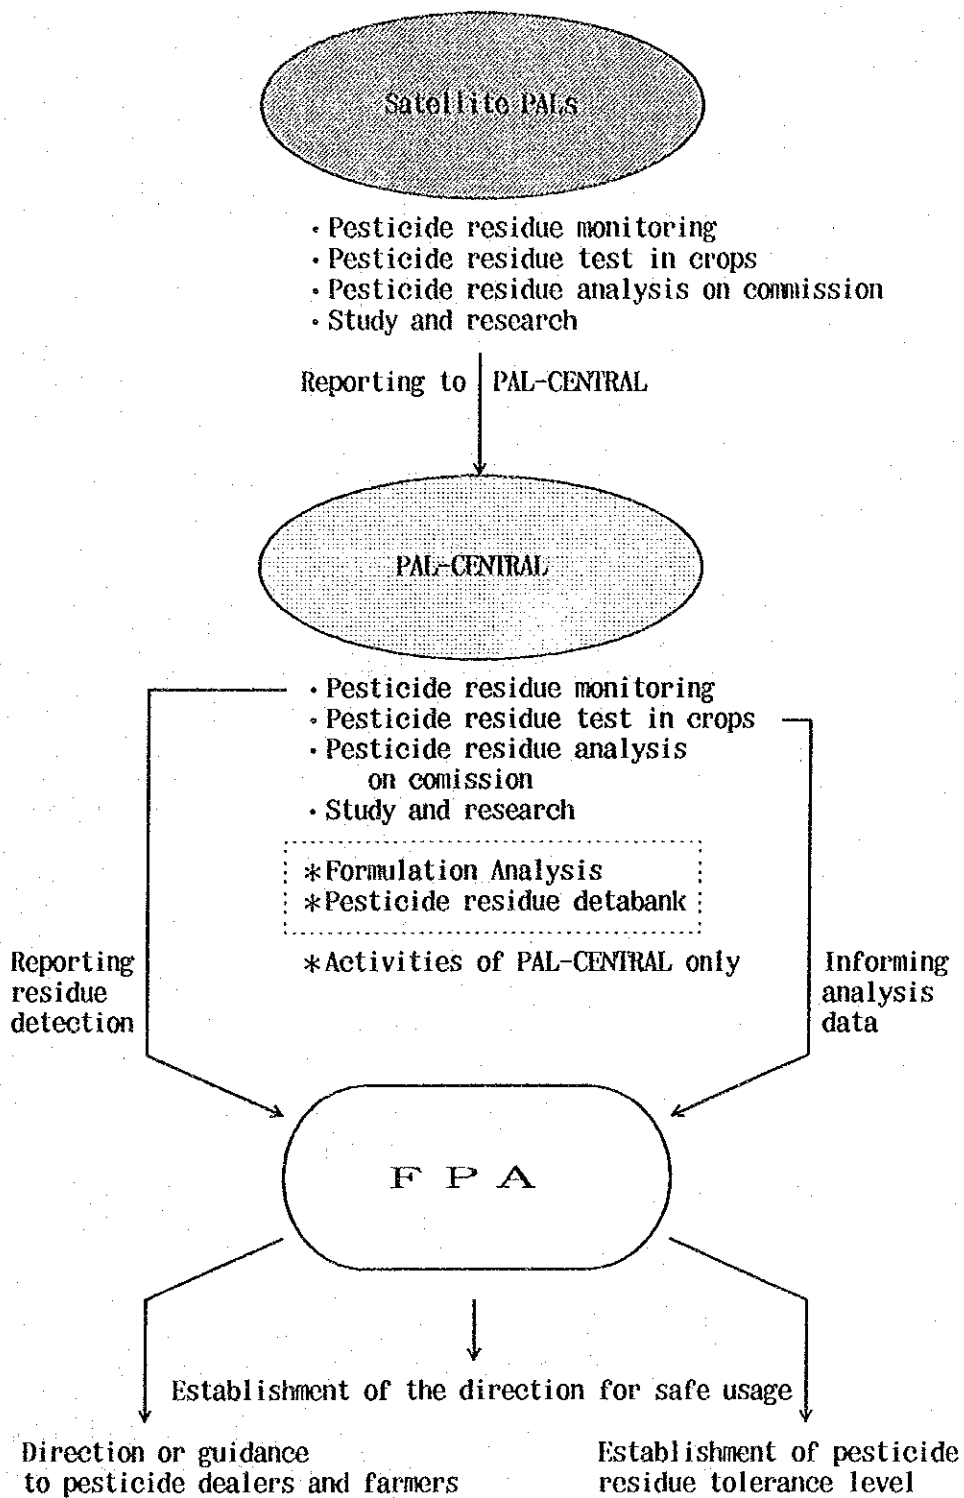 Satellite PALs
· Pesticide residue monitoring
· Pesticide residue test in crops
· Pesticide residue analysis on commission
· Study and research
Reporting to PAL-CENTRAL
PAL-CENTRAL
· Pesticide residue monitoring
· Pesticide residue test in crops
· Pesticide residue analysis
on comission
· Study and research
*Formulation Analysis
*Pesticide residue detabank
*Activities of PAL-CENTRAL only
Reporting
residue
detection
Informing
analysis
data
F P A
Establishment of the direction for safe usage
Direction or guidance
to pesticide dealers and farmers
Establishment of pesticide
residue tolerance level